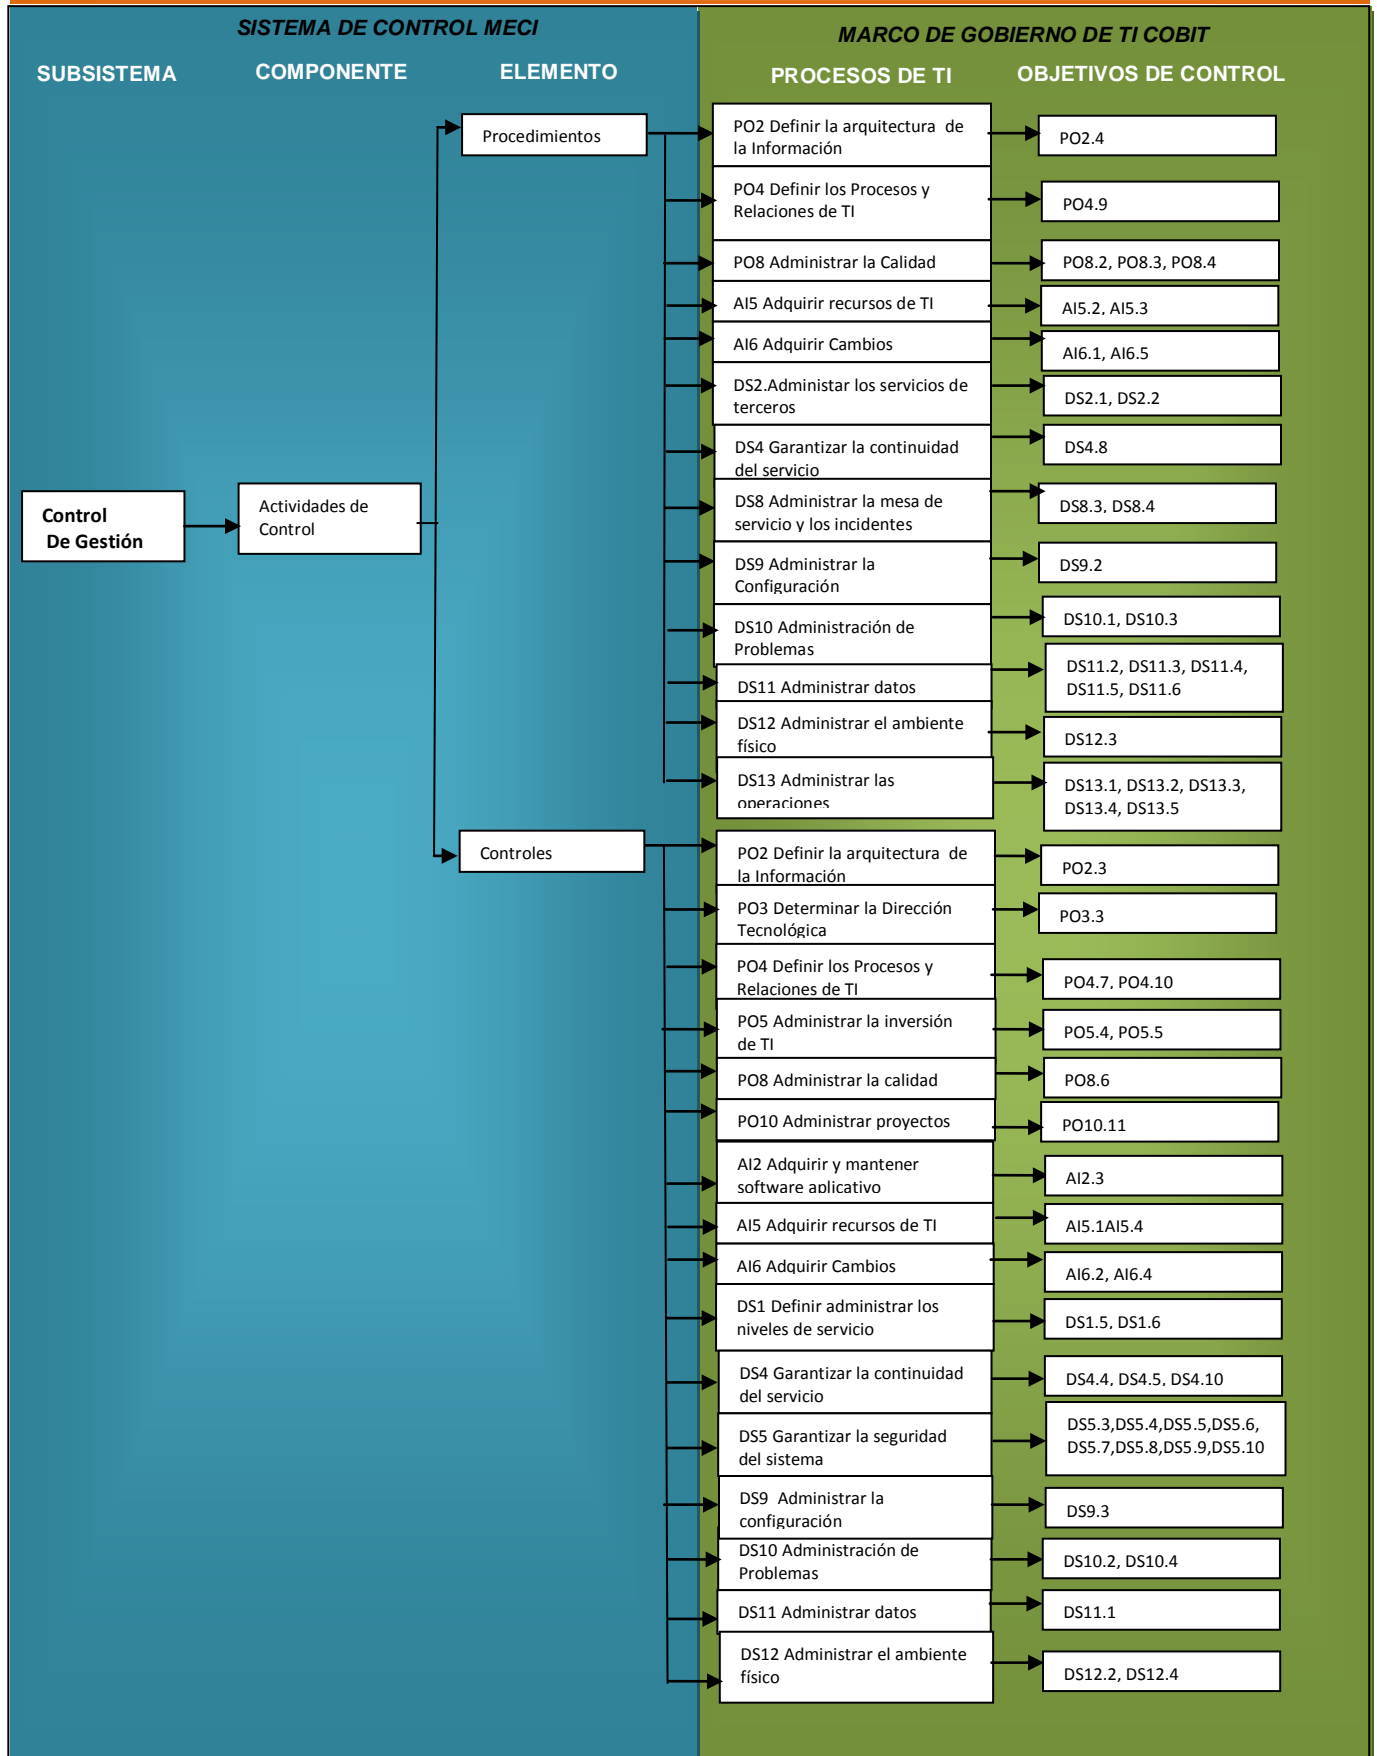 SISTEMA DE CONTROL MECI
MARCO DE GOBIERNO DE TI COBIT
SUBSISTEMA
COMPONENTE
ELEMENTO
PROCESOS DE TI
OBJETIVOS DE CONTROL
Control
De Gestión
Actividades de
Control
Procedimientos
PO2 Definir la arquitectura de
la Información
PO2.4
PO4 Definir los Procesos y
Relaciones de TI
PO4.9
PO8 Administrar la Calidad
PO8.2, PO8.3, PO8.4
AI5 Adquirir recursos de TI
AI5.2, AI5.3
AI6 Adquirir Cambios
AI6.1, AI6.5
DS2.Administar los servicios de
terceros
DS2.1, DS2.2
DS4 Garantizar la continuidad
del servicio
DS4.8
DS8 Administrar la mesa de
servicio y los incidentes
DS8.3, DS8.4
DS9 Administrar la
Configuración
DS9.2
DS10 Administración de
Problemas
DS10.1, DS10.3
DS11 Administrar datos
DS11.2, DS11.3, DS11.4,
DS11.5, DS11.6
DS12 Administrar el ambiente
físico
DS12.3
DS13 Administrar las
operaciones
DS13.1, DS13.2, DS13.3,
DS13.4, DS13.5
Controles
PO2 Definir la arquitectura de
la Información
PO2.3
PO3 Determinar la Dirección
Tecnológica
PO3.3
PO4 Definir los Procesos y
Relaciones de TI
PO4.7, PO4.10
PO5 Administrar la inversión
de TI
PO5.4, PO5.5
PO8 Administrar la calidad
PO8.6
PO10 Administrar proyectos
PO10.11
AI2 Adquirir y mantener
software aplicativo
AI2.3
AI5 Adquirir recursos de TI
AI5.1AI5.4
AI6 Adquirir Cambios
AI6.2, AI6.4
DS1 Definir administrar los
niveles de servicio
DS1.5, DS1.6
DS4 Garantizar la continuidad
del servicio
DS4.4, DS4.5, DS4.10
DS5 Garantizar la seguridad
del sistema
DS5.3,DS5.4,DS5.5,DS5.6,
DS5.7,DS5.8,DS5.9,DS5.10
DS9 Administrar la
configuración
DS9.3
DS10 Administración de
Problemas
DS10.2, DS10.4
DS11 Administrar datos
DS11.1
DS12 Administrar el ambiente
físico
DS12.2, DS12.4